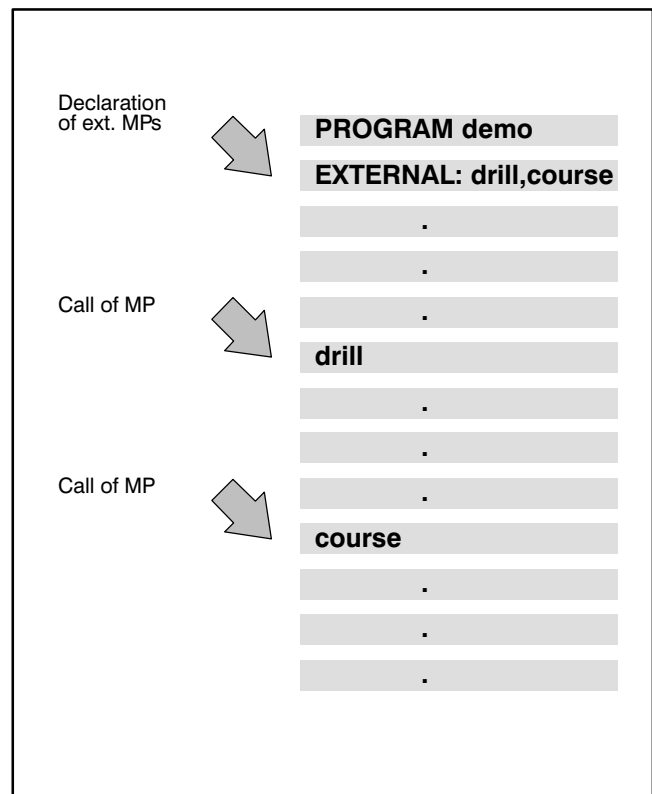 Declaration
of ext. MPs
PROGRAM demo
EXTERNAL: drill,course
.
.
Call of MP
.
drill
.
.
Call of MP
.
course
.
.
.